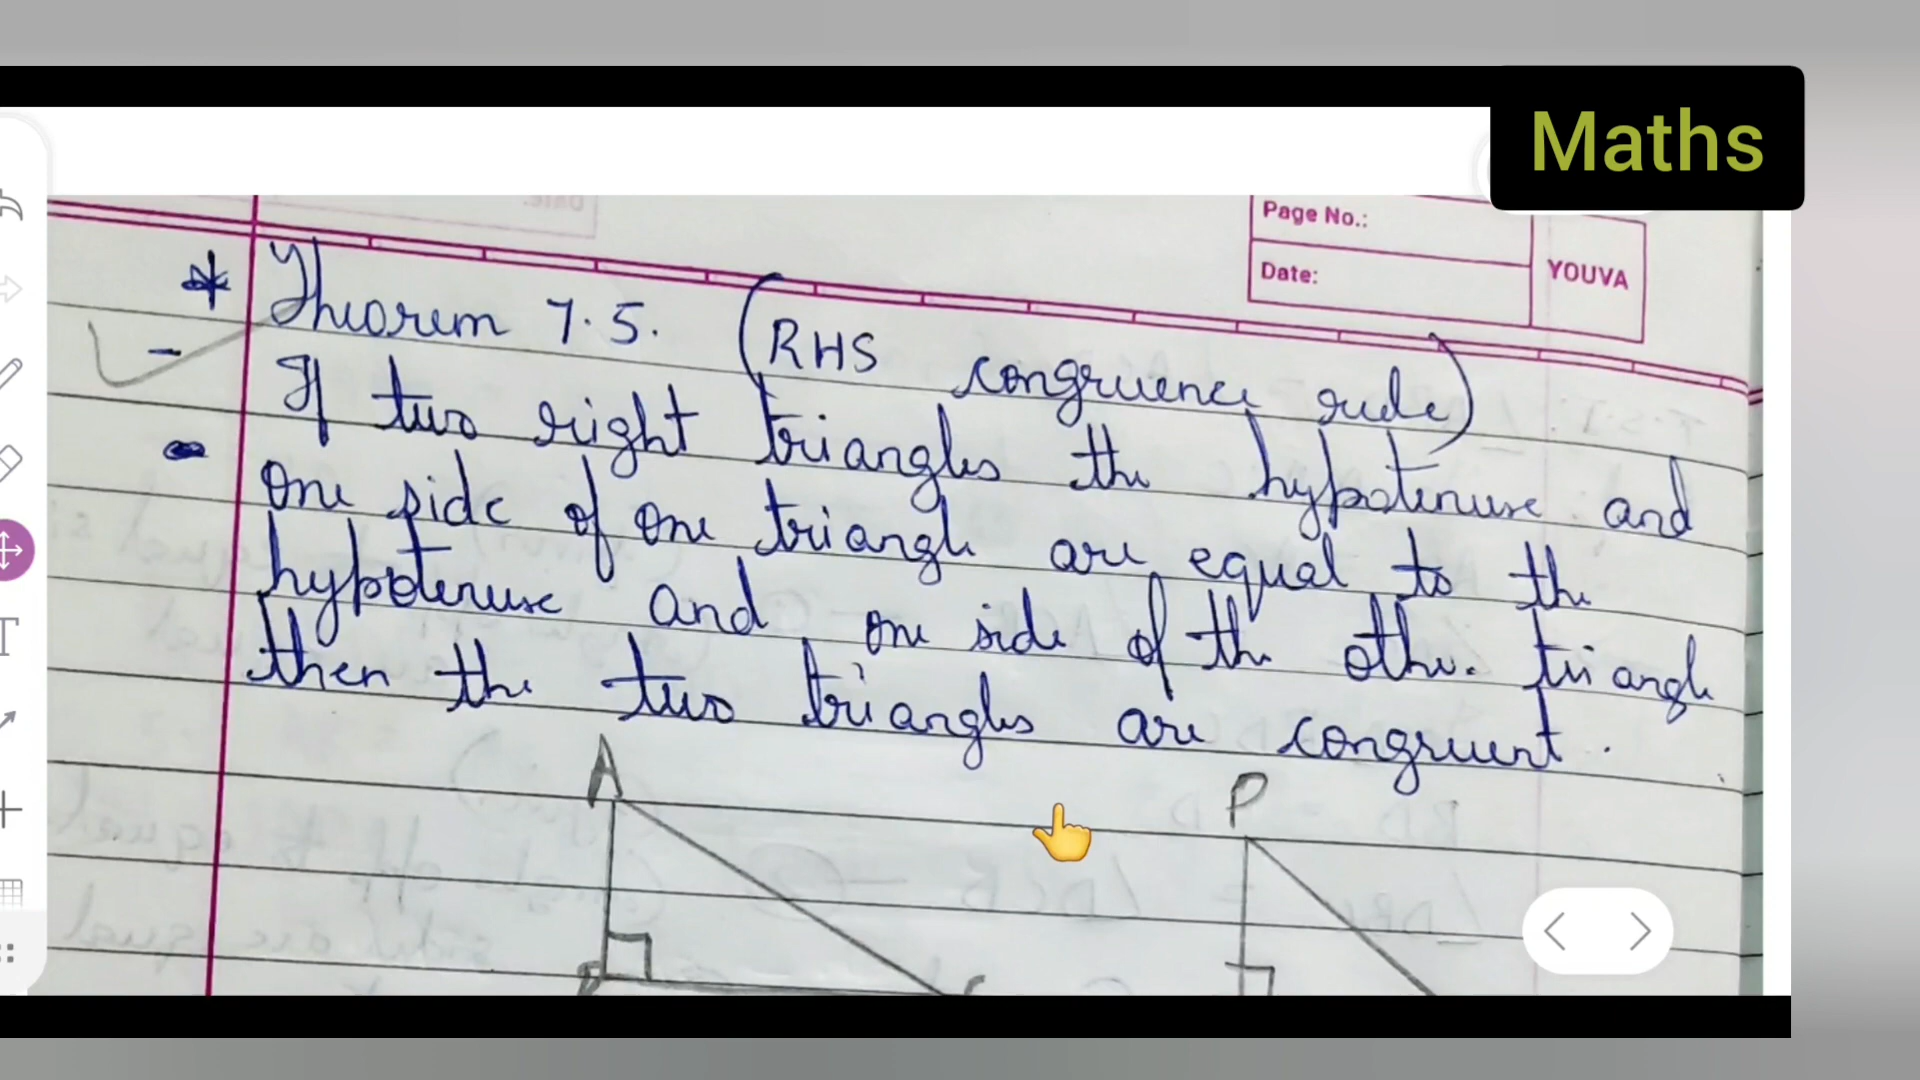 Maths
Page No.:
Date:
YOUVA
* Theorem 7.5. (RHS congruence rule)
- If two right triangles the hypotenuse and
- one side of one triangle are equal to the
hypotenuse and one side of the other triangle
then the two triangles are congruent.
A
P
B
C